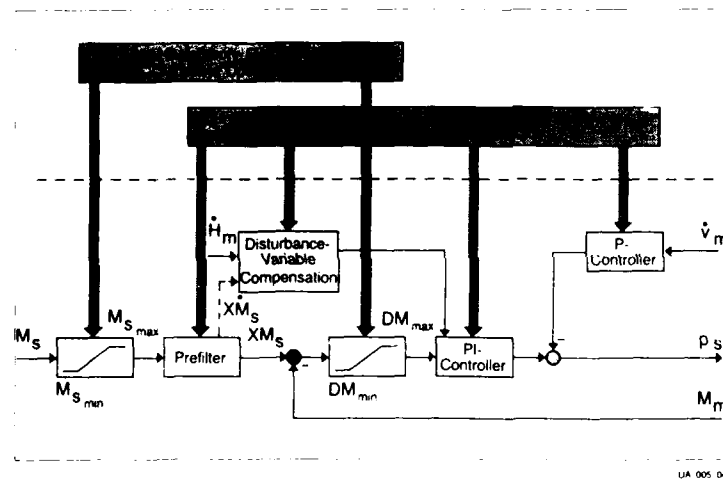 Ḣm
Disturbance-
Variable
Compensation
P-
Controller
v̇m
XṀs
Ms
Ms max
Prefilter
XMs
DMmax
PI-
Controller
ps
Ms min
DMmin
Mm
-
-
UA 005 0